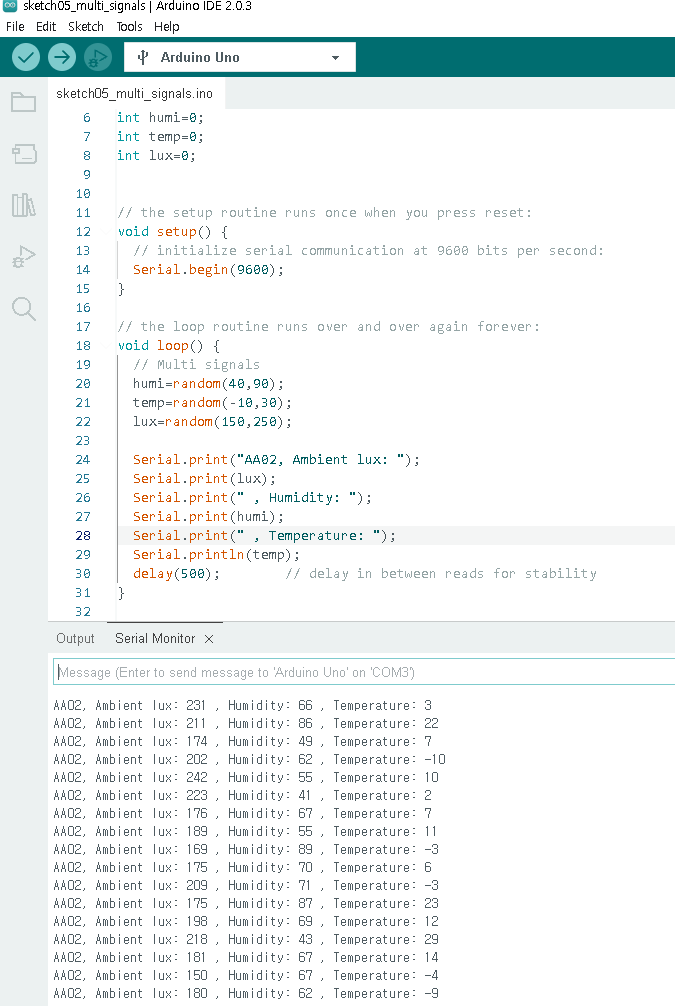 sketch05_multi_signals | Arduino IDE 2.0.3
File Edit Sketch Tools Help
Arduino Uno
sketch05_multi_signals.ino
6 int humi=0;
7 int temp=0;
8 int lux=0;
9
10
11 // the setup routine runs once when you press reset:
12 void setup() {
13 // initialize serial communication at 9600 bits per second:
14 Serial.begin(9600);
15 }
16
17 // the loop routine runs over and over again forever:
18 void loop() {
19 // Multi signals
20 humi=random(40,90);
21 temp=random(-10,30);
22 lux=random(150,250);
23
24 Serial.print("AA02, Ambient lux: ");
25 Serial.print(lux);
26 Serial.print(" , Humidity: ");
27 Serial.print(humi);
28 Serial.print(" , Temperature: ");
29 Serial.println(temp);
30 delay(500); // delay in between reads for stability
31 }
32
Output Serial Monitor ×
Message (Enter to send message to 'Arduino Uno' on 'COM3')
AA02, Ambient lux: 231 , Humidity: 66 , Temperature: 3
AA02, Ambient lux: 211 , Humidity: 86 , Temperature: 22
AA02, Ambient lux: 174 , Humidity: 49 , Temperature: 7
AA02, Ambient lux: 202 , Humidity: 62 , Temperature: -10
AA02, Ambient lux: 242 , Humidity: 55 , Temperature: 10
AA02, Ambient lux: 223 , Humidity: 41 , Temperature: 2
AA02, Ambient lux: 176 , Humidity: 67 , Temperature: 7
AA02, Ambient lux: 189 , Humidity: 55 , Temperature: 11
AA02, Ambient lux: 169 , Humidity: 89 , Temperature: -3
AA02, Ambient lux: 175 , Humidity: 70 , Temperature: 6
AA02, Ambient lux: 209 , Humidity: 71 , Temperature: -3
AA02, Ambient lux: 175 , Humidity: 87 , Temperature: 23
AA02, Ambient lux: 198 , Humidity: 69 , Temperature: 12
AA02, Ambient lux: 218 , Humidity: 43 , Temperature: 29
AA02, Ambient lux: 181 , Humidity: 67 , Temperature: 14
AA02, Ambient lux: 150 , Humidity: 67 , Temperature: -4
AA02, Ambient lux: 180 , Humidity: 62 , Temperature: -9